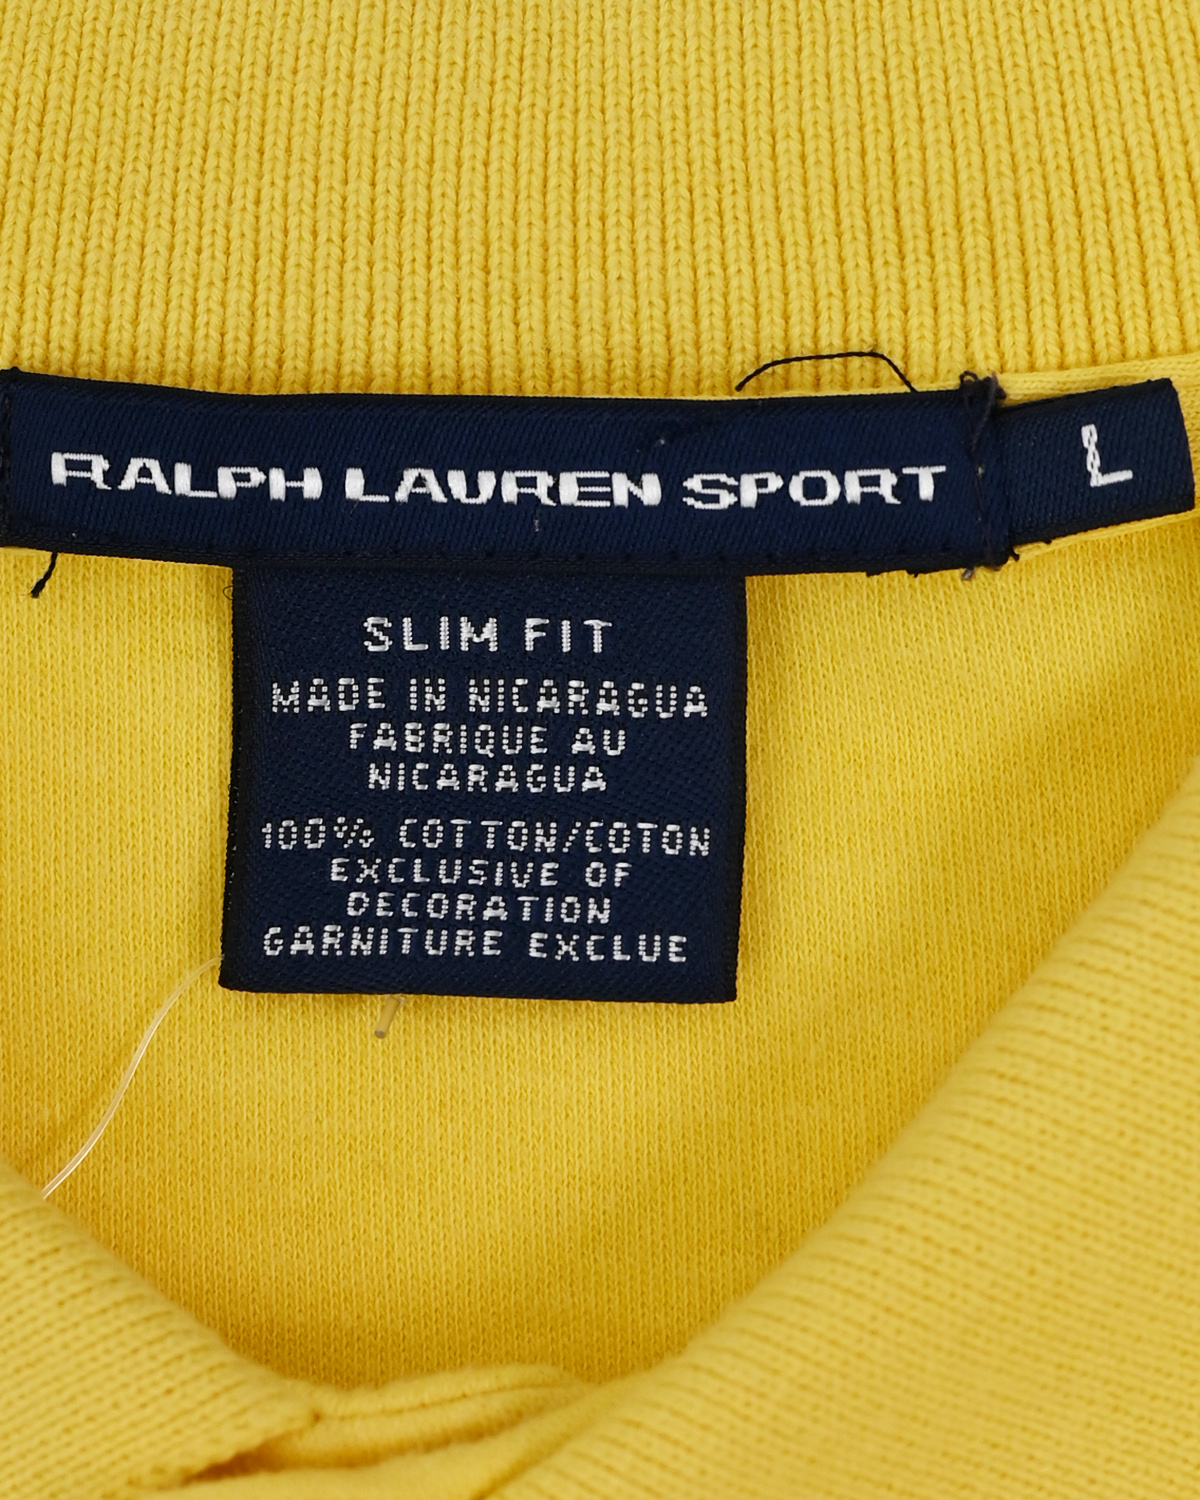 RALPH LAUREN SPORT
L
SLIM FIT
MADE IN NICARAGUA
FABRIQUE AU
NICARAGUA
100% COTTON/COTON
EXCLUSIVE OF
DECORATION
GARNITURE EXCLUE